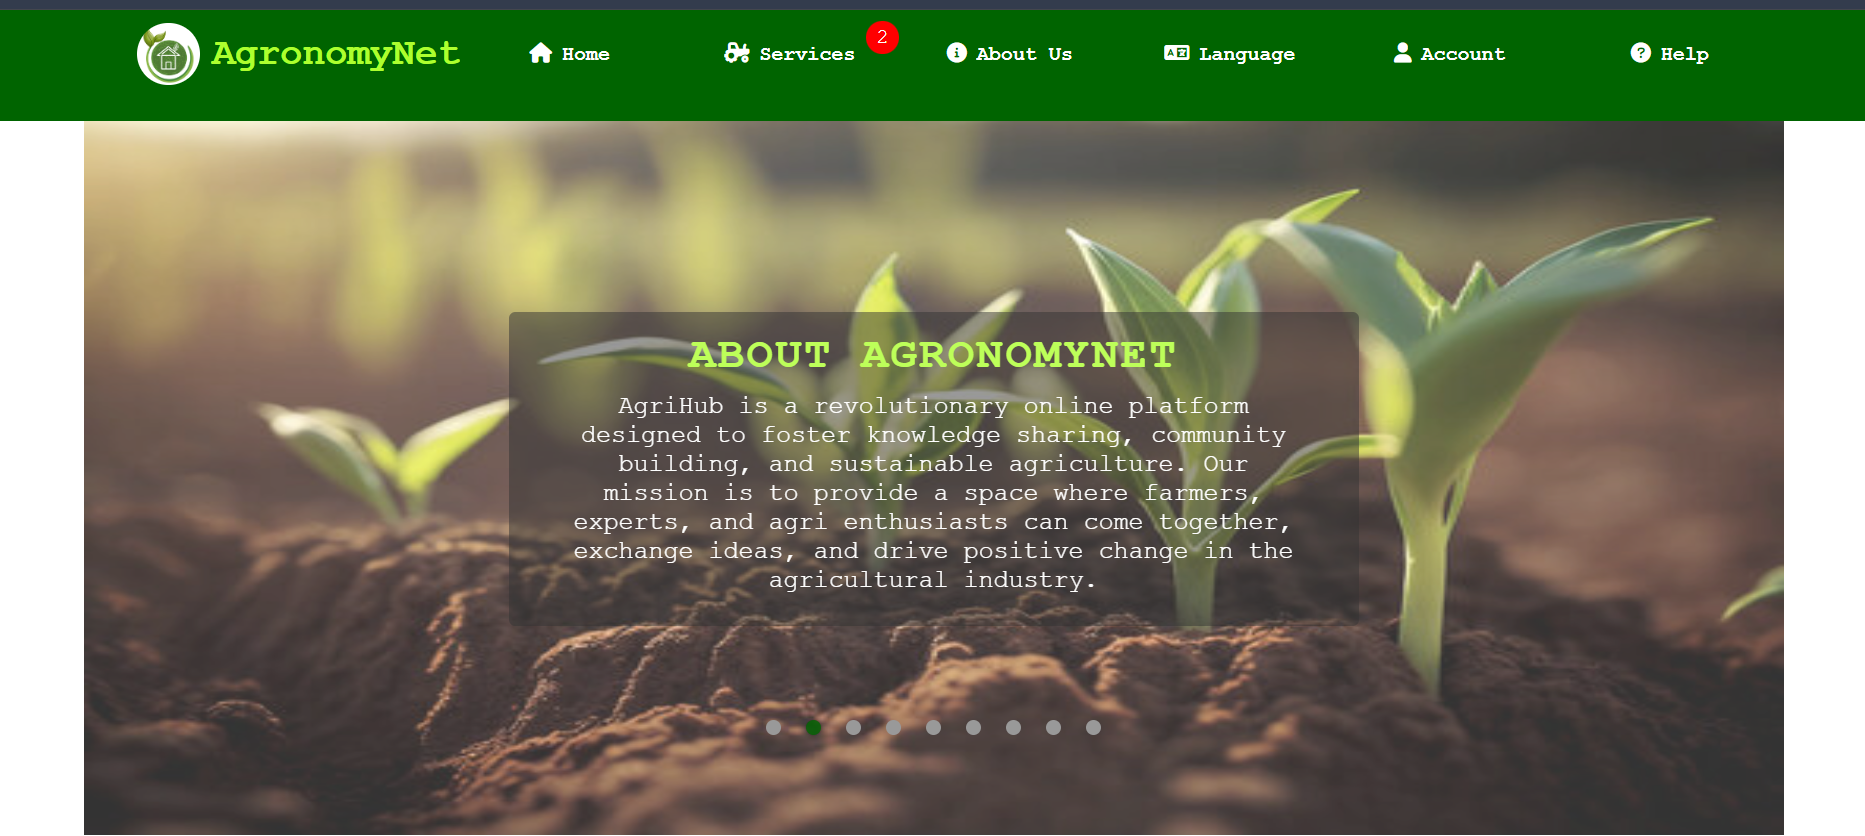 AgronomyNet
Home
Services
2
About Us
Language
Account
Help
ABOUT AGRONOMYNET
AgriHub is a revolutionary online platform
designed to foster knowledge sharing, community
building, and sustainable agriculture. Our
mission is to provide a space where farmers,
experts, and agri enthusiasts can come together,
exchange ideas, and drive positive change in the
agricultural industry.